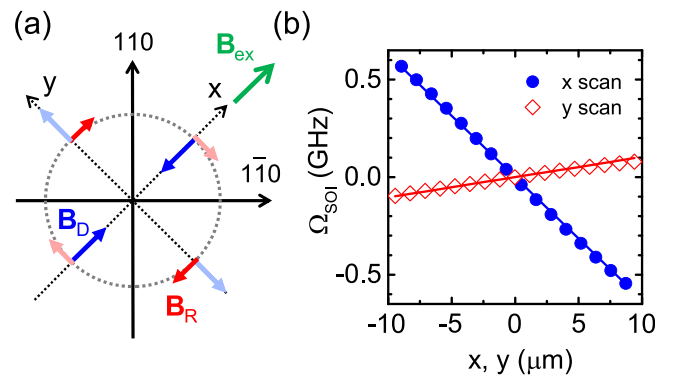 (a)
110
B_ex
y
x
11̄0
B_D
B_R
(b)
x scan
y scan
Ω_SOI (GHz)
0.5
0.0
-0.5
-10 -5 0 5 10
x, y (μm)